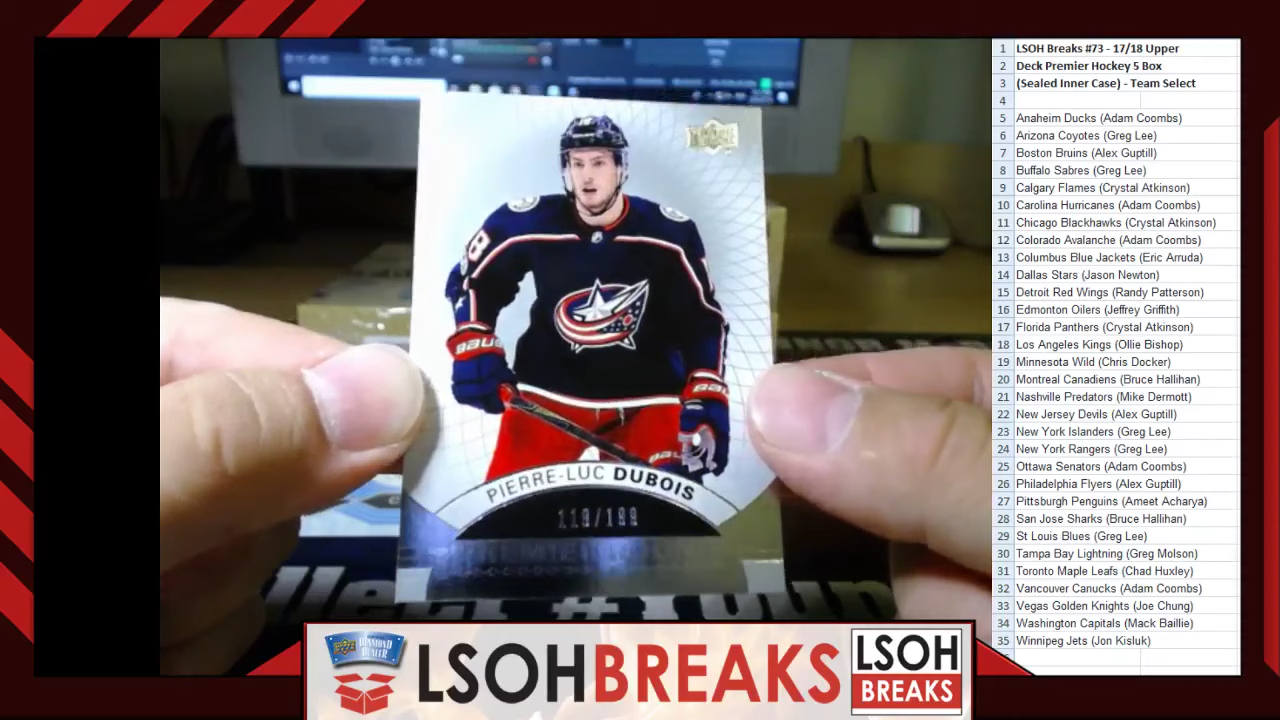 1 LSOH Breaks #73 - 17/18 Upper
2 Deck Premier Hockey 5 Box
3 (Sealed Inner Case) - Team Select
4
5 Anaheim Ducks (Adam Coombs)
6 Arizona Coyotes (Greg Lee)
7 Boston Bruins (Alex Guptill)
8 Buffalo Sabres (Greg Lee)
9 Calgary Flames (Crystal Atkinson)
10 Carolina Hurricanes (Adam Coombs)
11 Chicago Blackhawks (Crystal Atkinson)
12 Colorado Avalanche (Adam Coombs)
13 Columbus Blue Jackets (Eric Arruda)
14 Dallas Stars (Jason Newton)
15 Detroit Red Wings (Randy Patterson)
16 Edmonton Oilers (Jeffrey Griffith)
17 Florida Panthers (Crystal Atkinson)
18 Los Angeles Kings (Ollie Bishop)
19 Minnesota Wild (Chris Docker)
20 Montreal Canadiens (Bruce Hallihan)
21 Nashville Predators (Mike Dermott)
22 New Jersey Devils (Alex Guptill)
23 New York Islanders (Greg Lee)
24 New York Rangers (Greg Lee)
25 Ottawa Senators (Adam Coombs)
26 Philadelphia Flyers (Alex Guptill)
27 Pittsburgh Penguins (Ameet Acharya)
28 San Jose Sharks (Bruce Hallihan)
29 St Louis Blues (Greg Lee)
30 Tampa Bay Lightning (Greg Molson)
31 Toronto Maple Leafs (Chad Huxley)
32 Vancouver Canucks (Adam Coombs)
33 Vegas Golden Knights (Joe Chung)
34 Washington Capitals (Mack Baillie)
35 Winnipeg Jets (Jon Kisluk)
18
PIERRE-LUC DUBOIS
DIAMOND
DEALER
LSOHBREAKS
LSOH
BREAKS